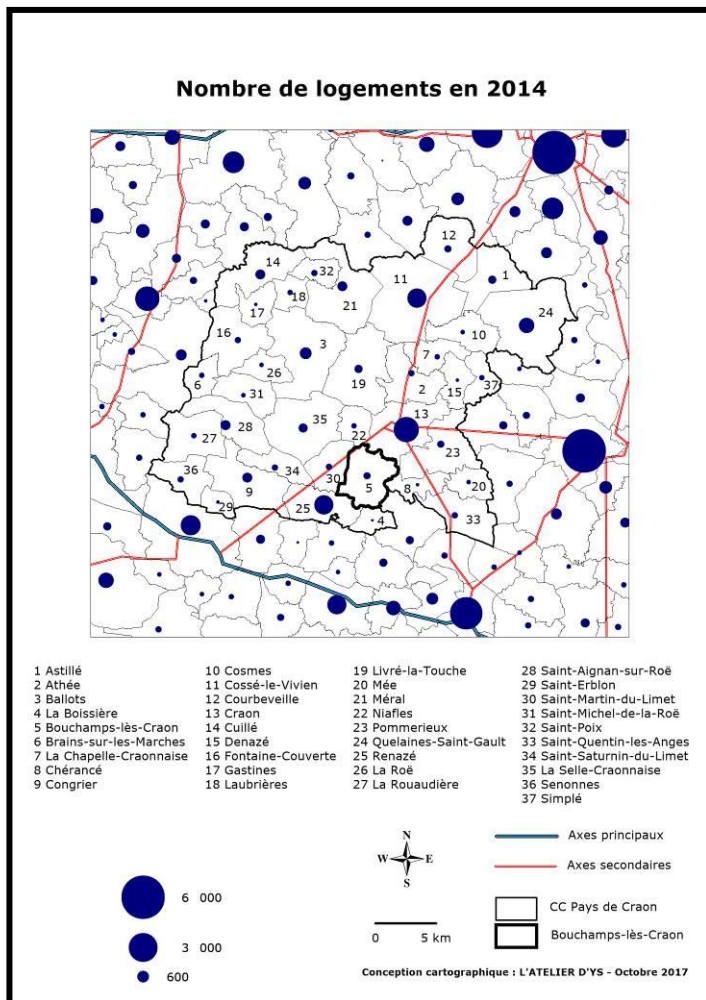 Nombre de logements en 2014
12
14
32
11
1
18
21
17
24
16
10
3
7
26
19
6
2
15
37
31
13
35
28
22
27
23
34
30
36
9
5
8
20
29
25
4
33
1 Astillé
2 Athée
3 Ballots
4 La Boissière
5 Bouchamps-lès-Craon
6 Brains-sur-les-Marches
7 La Chapelle-Craonnaise
8 Chérancé
9 Congrier
10 Cosmes
11 Cossé-le-Vivien
12 Courbeveille
13 Craon
14 Cuillé
15 Denazé
16 Fontaine-Couverte
17 Gastines
18 Laubrières
19 Livré-la-Touche
20 Mée
21 Méral
22 Niafles
23 Pommerieux
24 Quelaines-Saint-Gault
25 Renazé
26 La Roë
27 La Rouaudière
28 Saint-Aignan-sur-Roë
29 Saint-Erblon
30 Saint-Martin-du-Limet
31 Saint-Michel-de-la-Roë
32 Saint-Poix
33 Saint-Quentin-les-Anges
34 Saint-Saturnin-du-Limet
35 La Selle-Craonnaise
36 Senonnes
37 Simplé
6 000
3 000
600
N
W E
S
0 5 km
Axes principaux
Axes secondaires
CC Pays de Craon
Bouchamps-lès-Craon
Conception cartographique : L'ATELIER D'YS - Octobre 2017